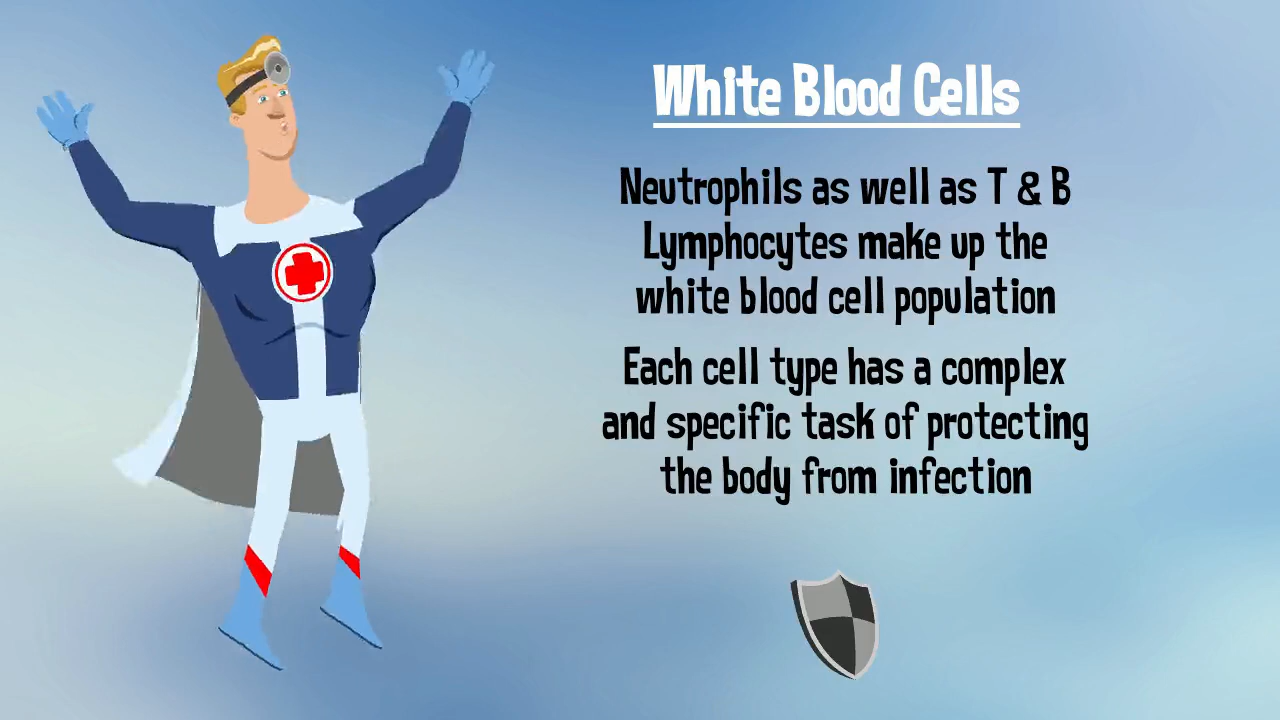 White Blood Cells
Neutrophils as well as T & B
Lymphocytes make up the
white blood cell population
Each cell type has a complex
and specific task of protecting
the body from infection